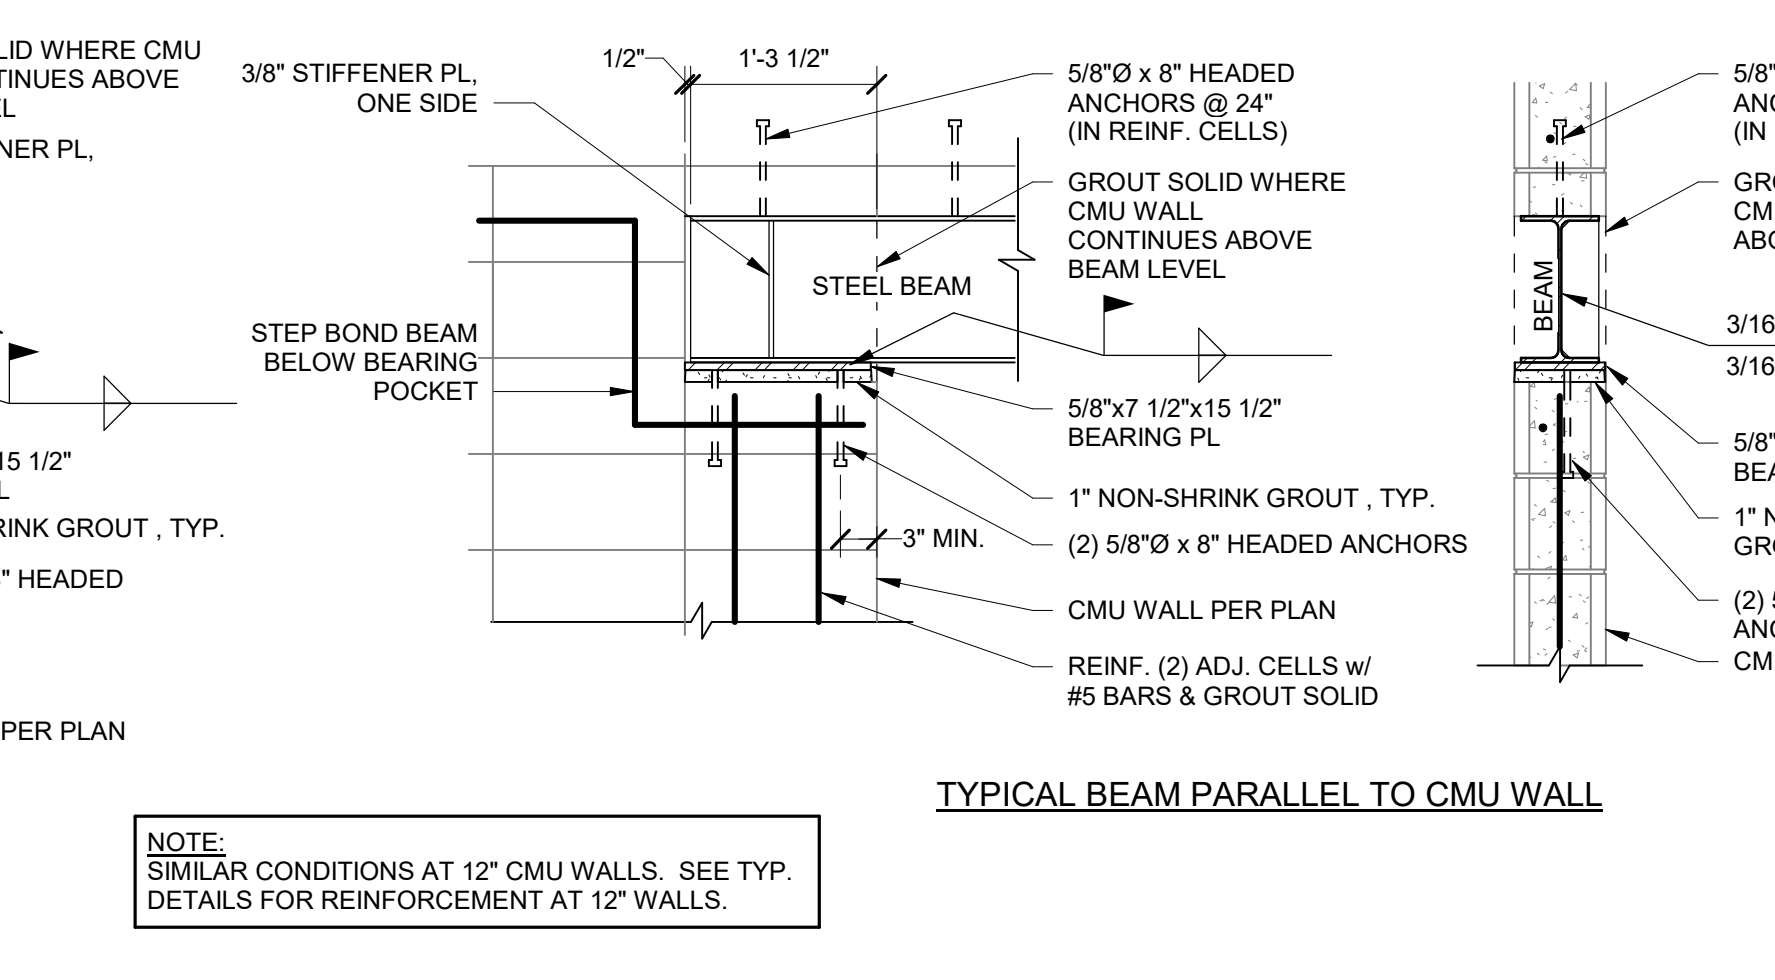 LID WHERE CMU
TINUES ABOVE
EL
NER PL,
15 1/2"
L
RINK GROUT , TYP.
" HEADED
PER PLAN
3/8" STIFFENER PL,
ONE SIDE
1/2"
1'-3 1/2"
STEP BOND BEAM
BELOW BEARING
POCKET
STEEL BEAM
3" MIN.
5/8"Ø x 8" HEADED
ANCHORS @ 24"
(IN REINF. CELLS)
GROUT SOLID WHERE
CMU WALL
CONTINUES ABOVE
BEAM LEVEL
5/8"x7 1/2"x15 1/2"
BEARING PL
1" NON-SHRINK GROUT , TYP.
(2) 5/8"Ø x 8" HEADED ANCHORS
CMU WALL PER PLAN
REINF. (2) ADJ. CELLS w/
#5 BARS & GROUT SOLID
BEAM
5/8"
ANC
(IN
GRO
CM
ABO
3/16
3/16
5/8"
BEA
1" N
GRO
(2) 5
ANC
CM
TYPICAL BEAM PARALLEL TO CMU WALL
NOTE:
SIMILAR CONDITIONS AT 12" CMU WALLS. SEE TYP.
DETAILS FOR REINFORCEMENT AT 12" WALLS.